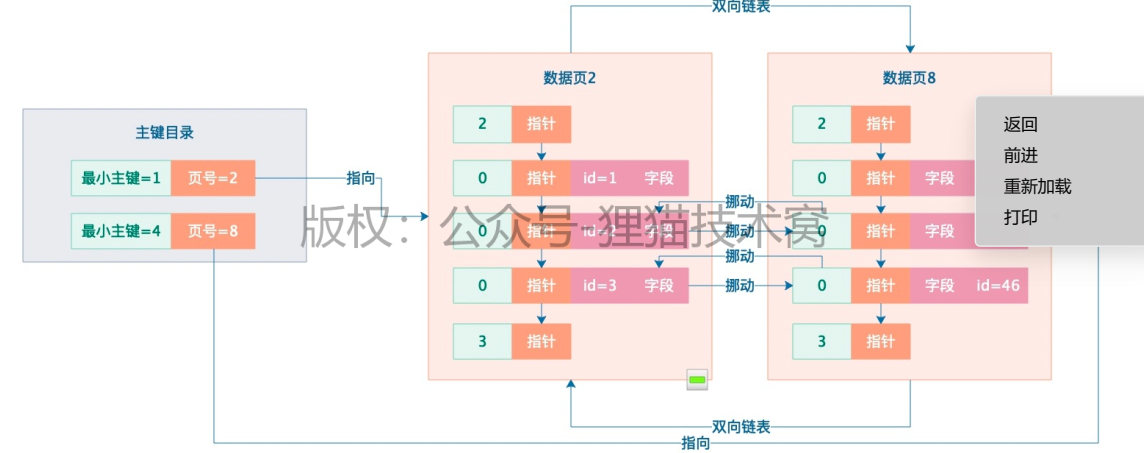 双向链表
主键目录
最小主键=1 页号=2
最小主键=4 页号=8
指向
数据页2
2 指针
0 指针 id=1 字段
0 指针 id=2 字段
0 指针 id=3 字段
3 指针
挪动
挪动
挪动
挪动
数据页8
2 指针
0 指针 字段
0 指针 字段
0 指针 字段 id=46
3 指针
返回
前进
重新加载
打印
版权：公众号-狸猫技术窝
双向链表
指向